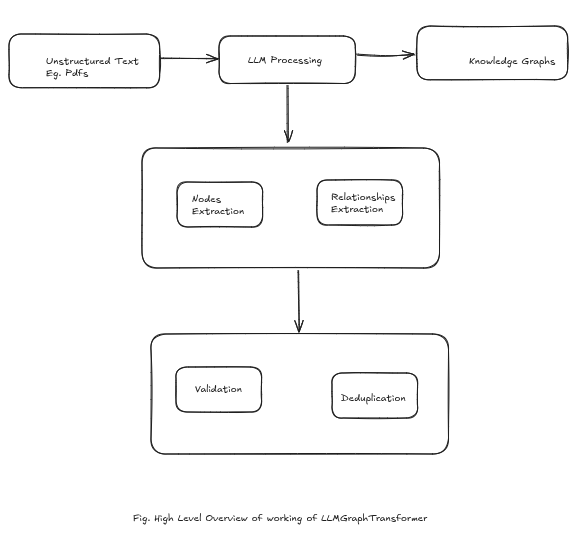 Unstructured Text
Eg. Pdfs
LLM Processing
Knowledge Graphs
Nodes
Extraction
Relationships
Extraction
Validation
Deduplication
Fig. High Level Overview of working of LLMGraphTransformer